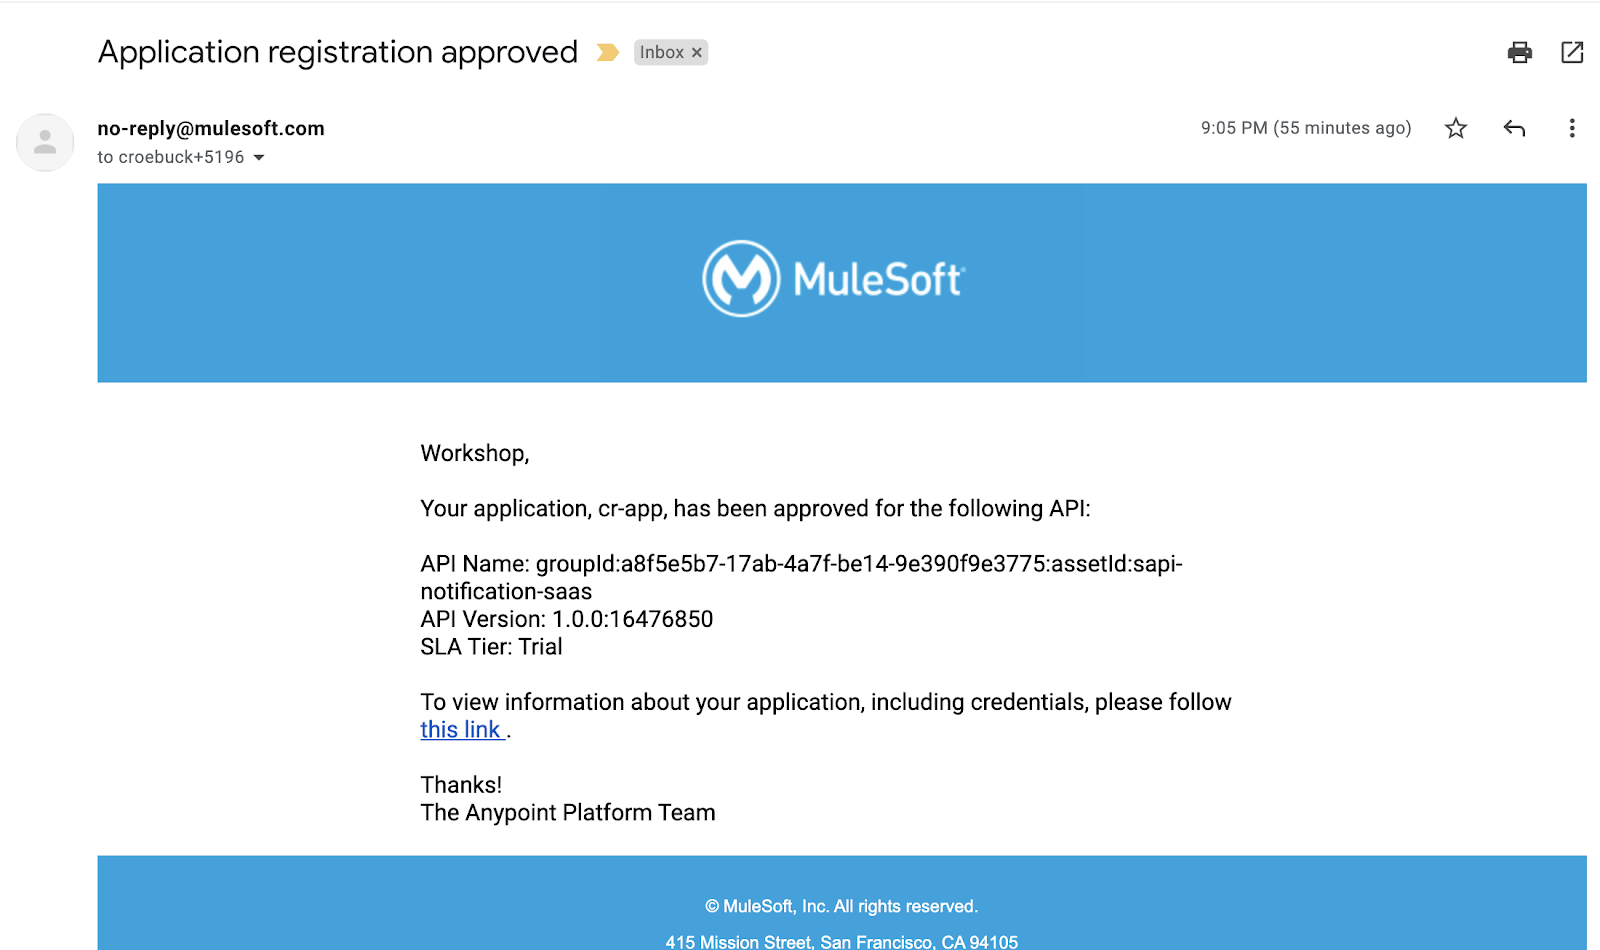 Application registration approved
Inbox ×
no-reply@mulesoft.com
9:05 PM (55 minutes ago)
to croebuck+5196
MuleSoft
Workshop,
Your application, cr-app, has been approved for the following API:
API Name: groupId:a8f5e5b7-17ab-4a7f-be14-9e390f9e3775:assetId:sapi-
notification-saas
API Version: 1.0.0:16476850
SLA Tier: Trial
To view information about your application, including credentials, please follow
this link .
Thanks!
The Anypoint Platform Team
© MuleSoft, Inc. All rights reserved.
415 Mission Street, San Francisco, CA 94105